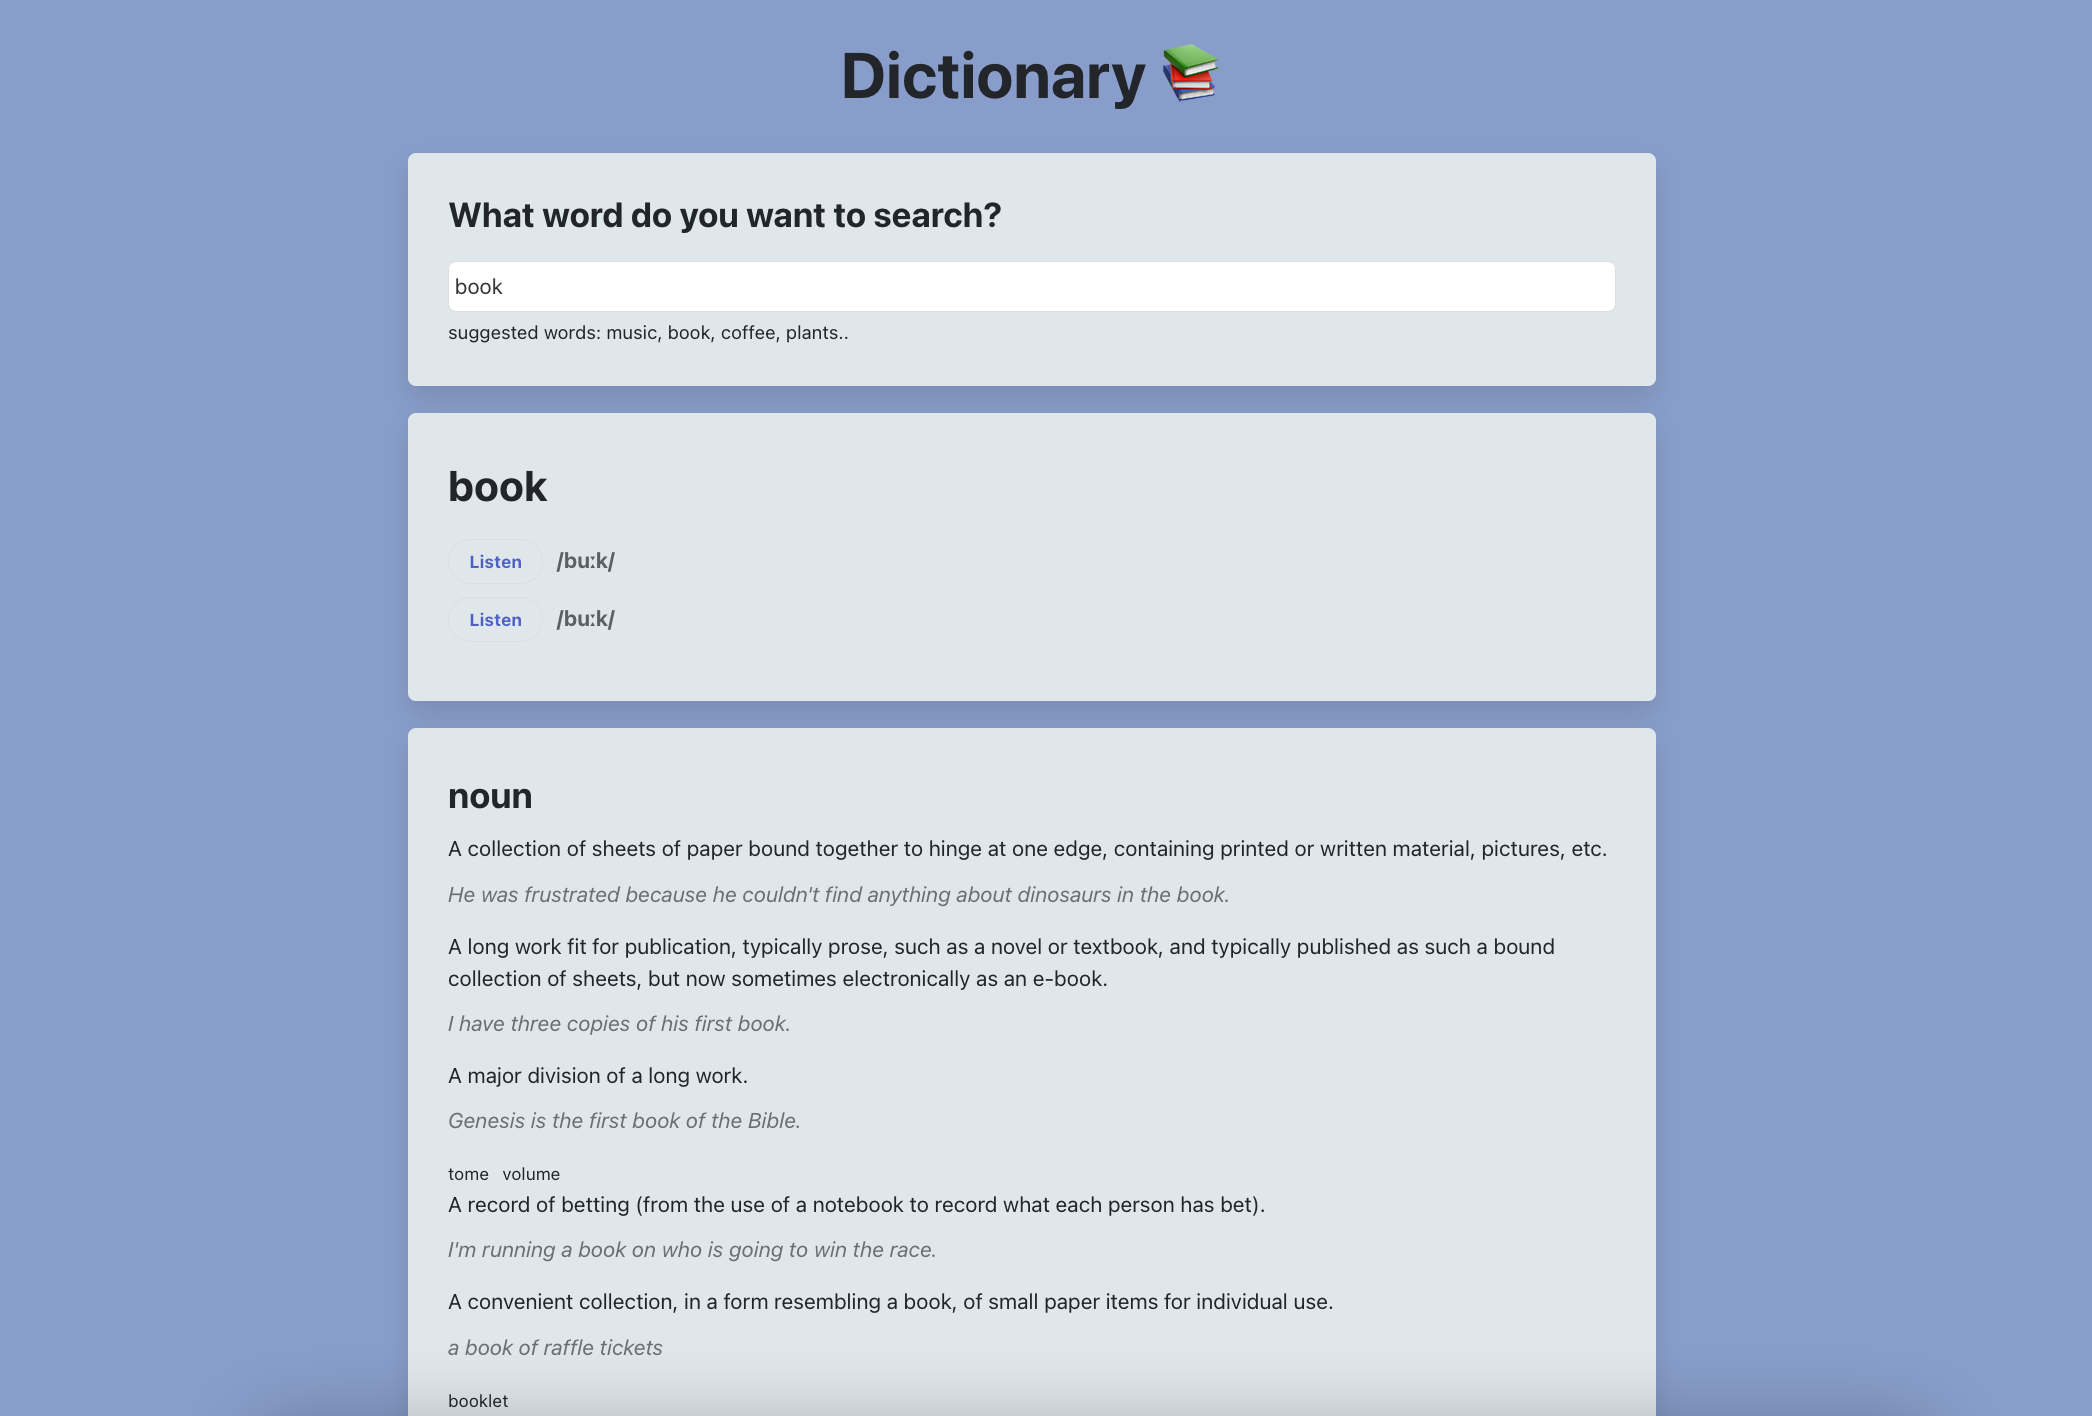 Dictionary 📚
What word do you want to search?
book
suggested words: music, book, coffee, plants..
book
Listen /buːk/
Listen /buːk/
noun
A collection of sheets of paper bound together to hinge at one edge, containing printed or written material, pictures, etc.
He was frustrated because he couldn't find anything about dinosaurs in the book.
A long work fit for publication, typically prose, such as a novel or textbook, and typically published as such a bound
collection of sheets, but now sometimes electronically as an e-book.
I have three copies of his first book.
A major division of a long work.
Genesis is the first book of the Bible.
tome volume
A record of betting (from the use of a notebook to record what each person has bet).
I'm running a book on who is going to win the race.
A convenient collection, in a form resembling a book, of small paper items for individual use.
a book of raffle tickets
booklet